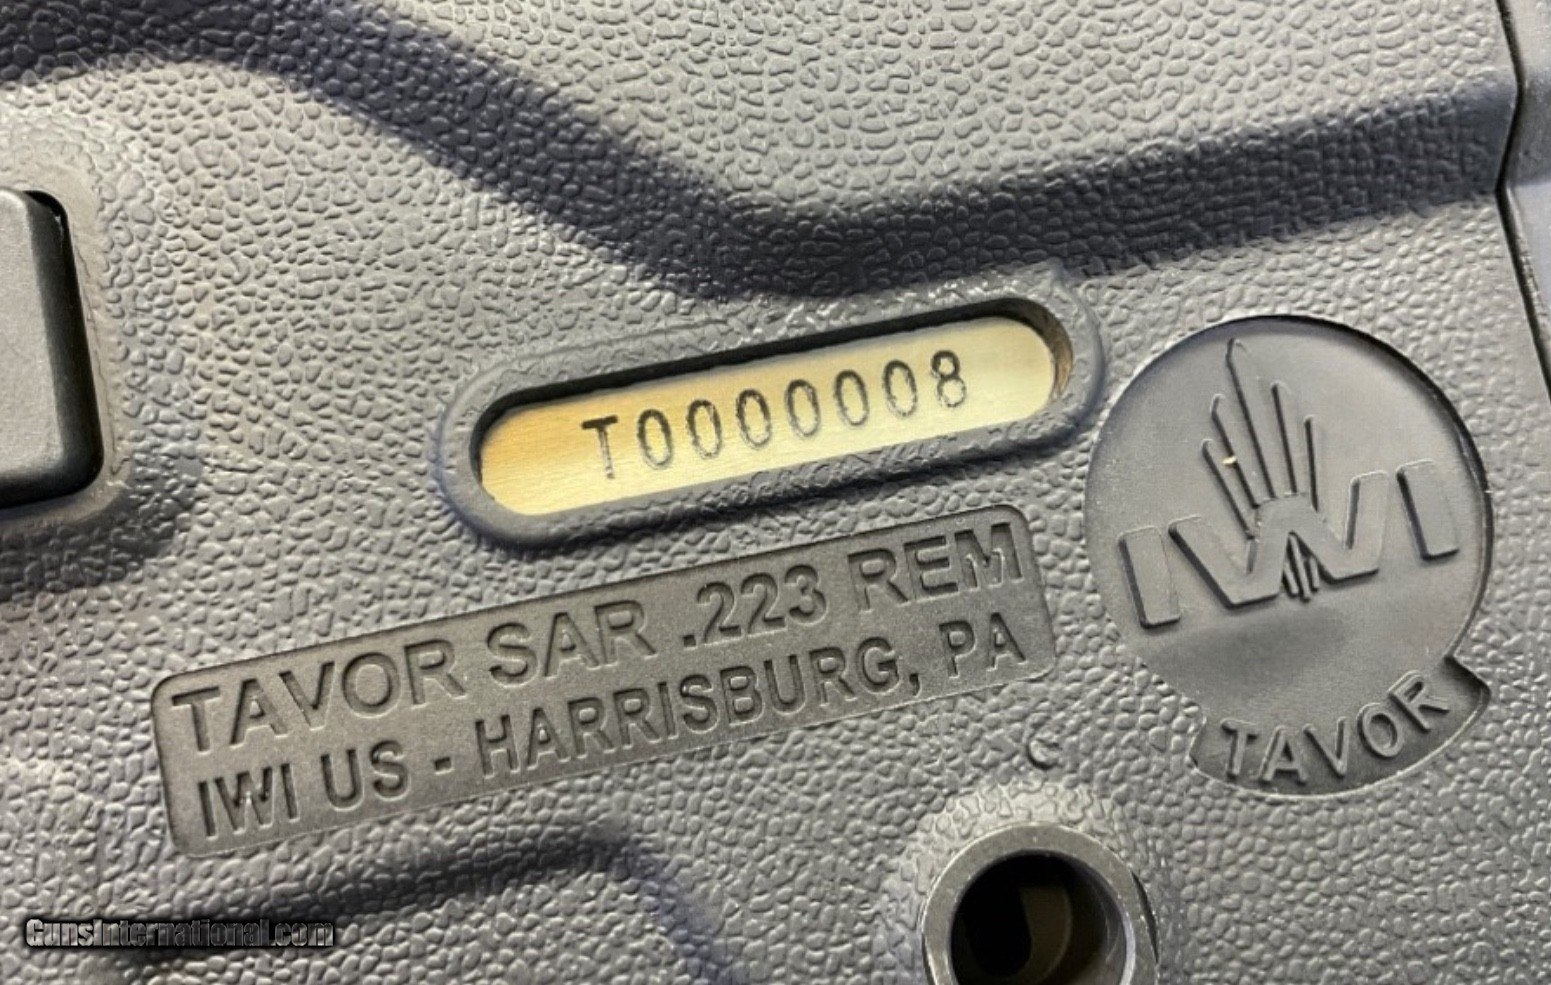 T0000008
TAVOR SAR .223 REM
IWI US - HARRISBURG, PA
IWI
TAVOR
GunsInternational.com